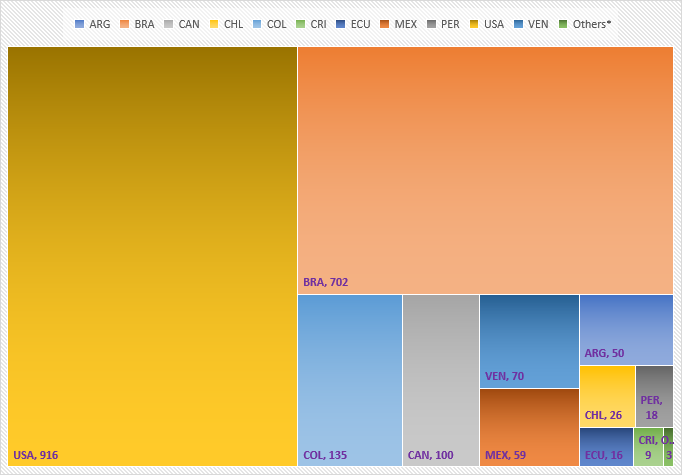 ARG BRA CAN CHL COL CRI ECU MEX PER USA VEN Others*
BRA, 702
ARG, 50
VEN, 70
PER,
18
CHL, 26
CRI,
9
O..
3
USA, 916
COL, 135
CAN, 100
MEX, 59
ECU, 16